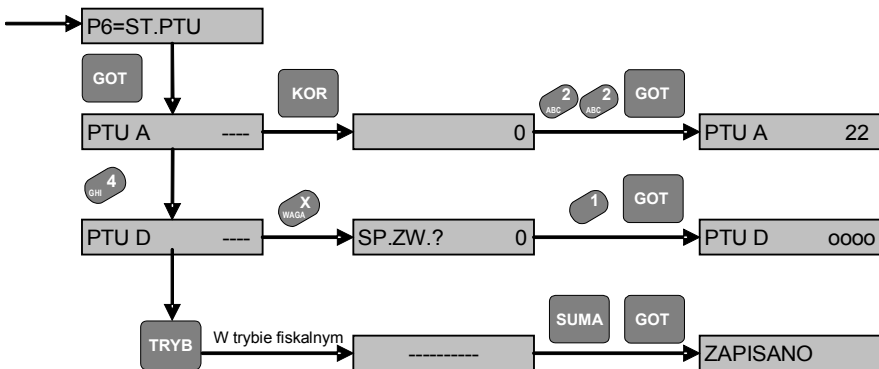 P6=ST.PTU
GOT
KOR
ABC 2 ABC 2 GOT
PTU A ----
0
PTU A 22
GHI 4
WAGA X
1 GOT
PTU D ----
SP.ZW.? 0
PTU D oooo
SUMA GOT
TRYB
W trybie fiskalnym
----------
ZAPISANO